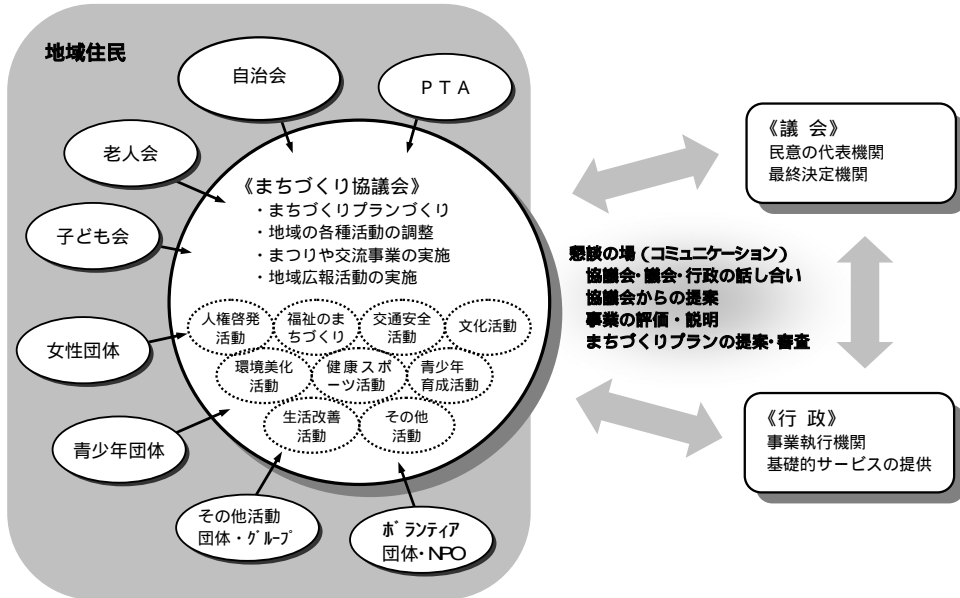 地域住民
自治会
PTA
老人会
子ども会
女性団体
青少年団体
その他活動
団体・グループ
ボランティア
団体・NPO
《まちづくり協議会》
・まちづくりプランづくり
・地域の各種活動の調整
・まつりや交流事業の実施
・地域広報活動の実施
人権啓発
活動
福祉のま
ちづくり
交通安全
活動
文化活動
環境美化
活動
健康スポ
ーツ活動
青少年
育成活動
生活改善
活動
その他
活動
懇談の場(コミュニケーション)
協議会・議会・行政の話し合い
協議会からの提案
事業の評価・説明
まちづくりプランの提案・審査
《議 会》
民意の代表機関
最終決定機関
《行 政》
事業執行機関
基礎的サービスの提供